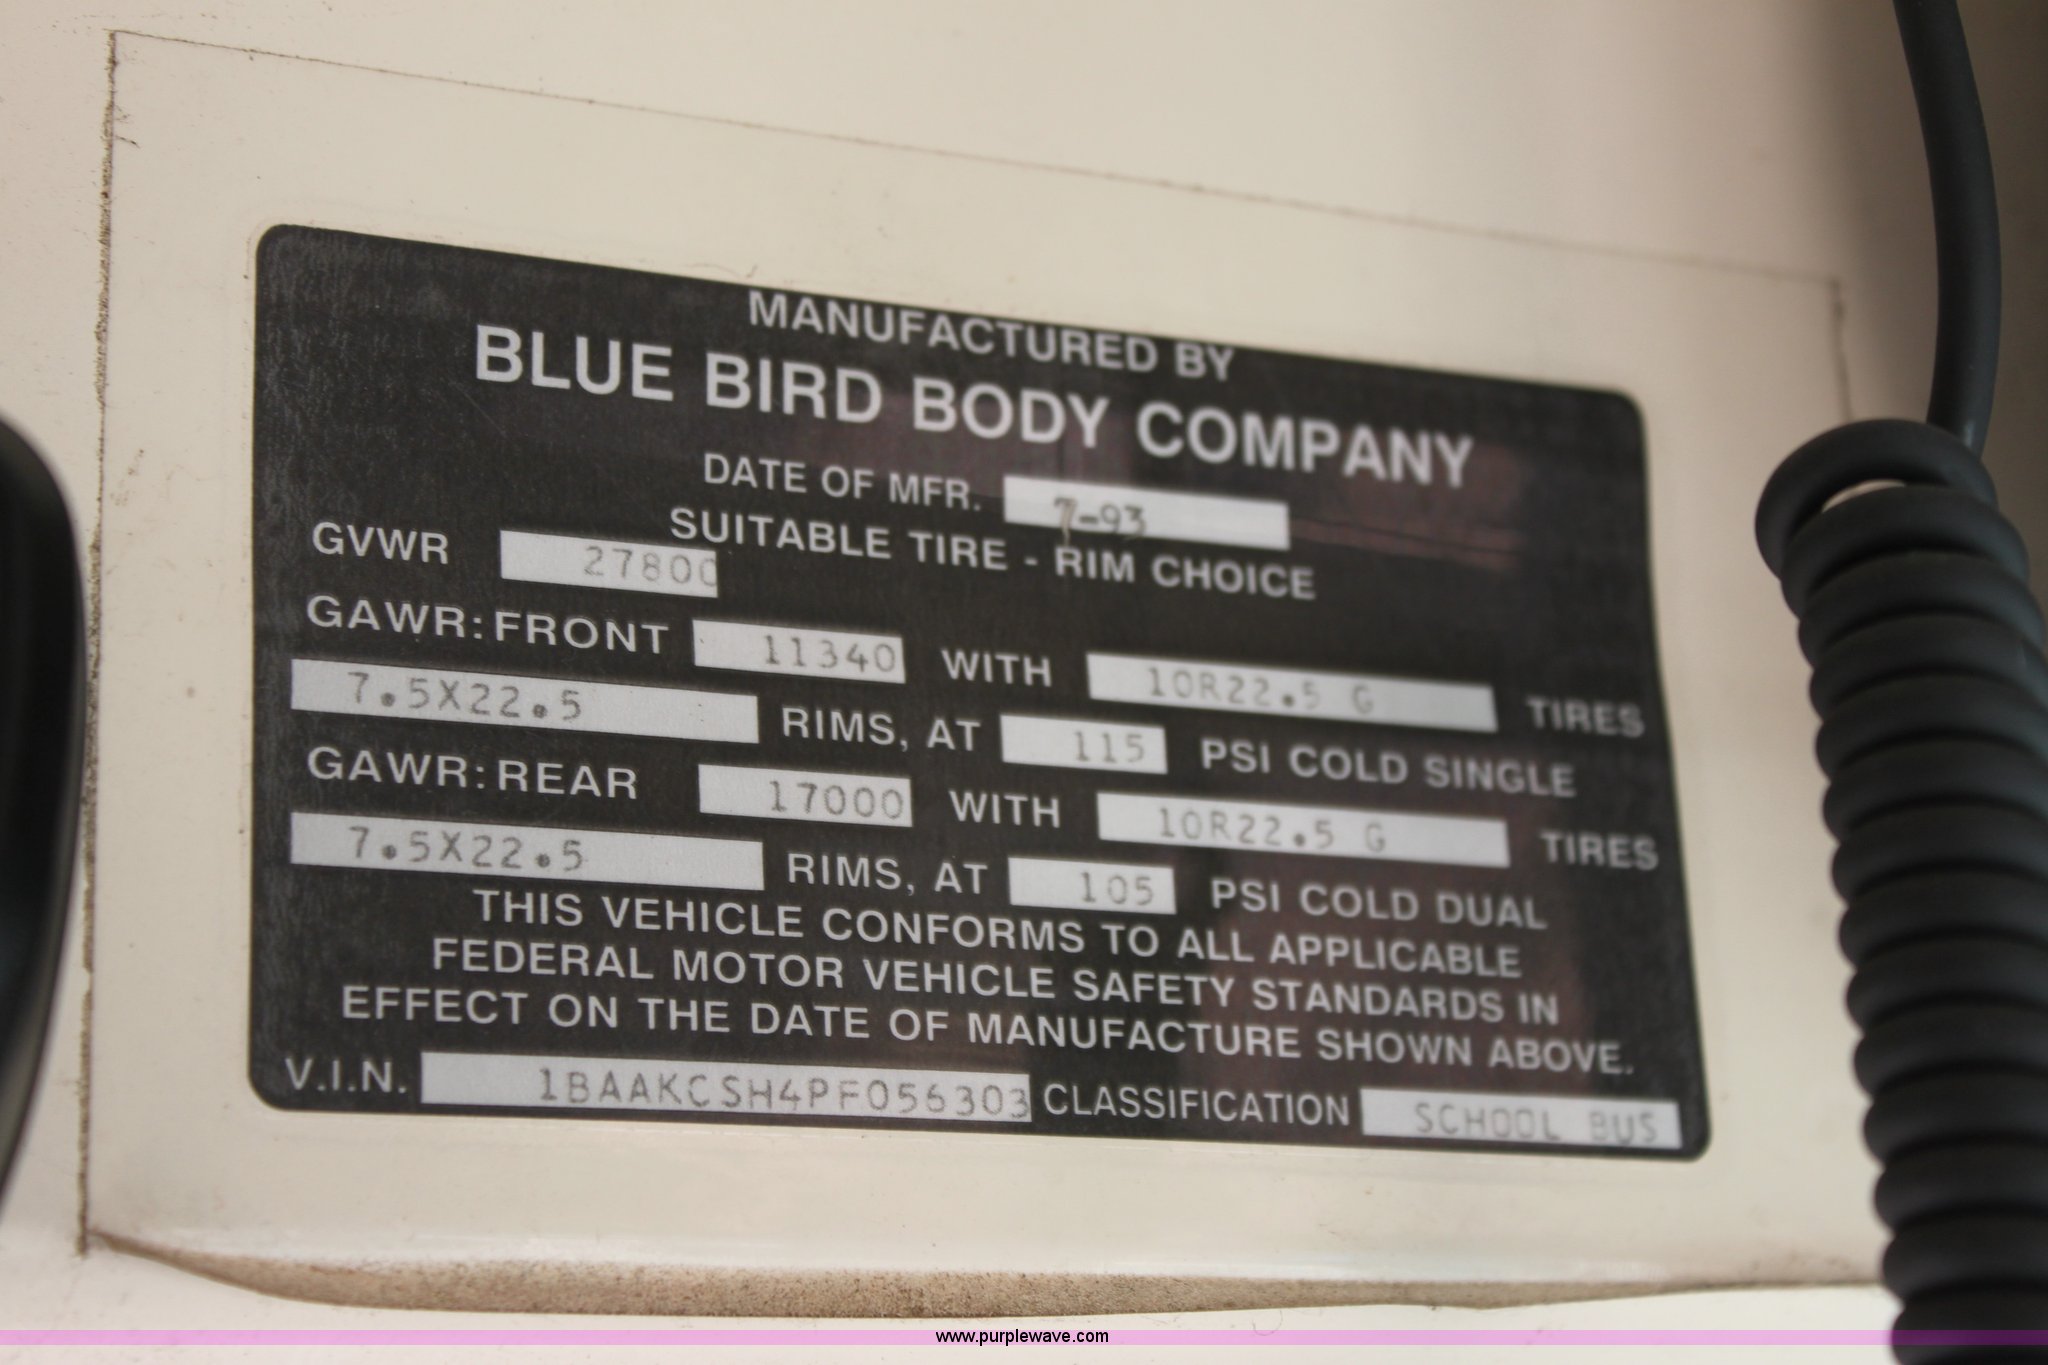 MANUFACTURED BY
BLUE BIRD BODY COMPANY
DATE OF MFR. 7-93
SUITABLE TIRE - RIM CHOICE
GVWR 27800
GAWR: FRONT 11340 WITH 10R22.5 G TIRES
7.5X22.5 RIMS, AT 115 PSI COLD SINGLE
GAWR: REAR 17000 WITH 10R22.5 G TIRES
7.5X22.5 RIMS, AT 105 PSI COLD DUAL
THIS VEHICLE CONFORMS TO ALL APPLICABLE
FEDERAL MOTOR VEHICLE SAFETY STANDARDS IN
EFFECT ON THE DATE OF MANUFACTURE SHOWN ABOVE.
V.I.N. 1BAAKCSH4PF056303 CLASSIFICATION SCHOOL BUS
www.purplewave.com